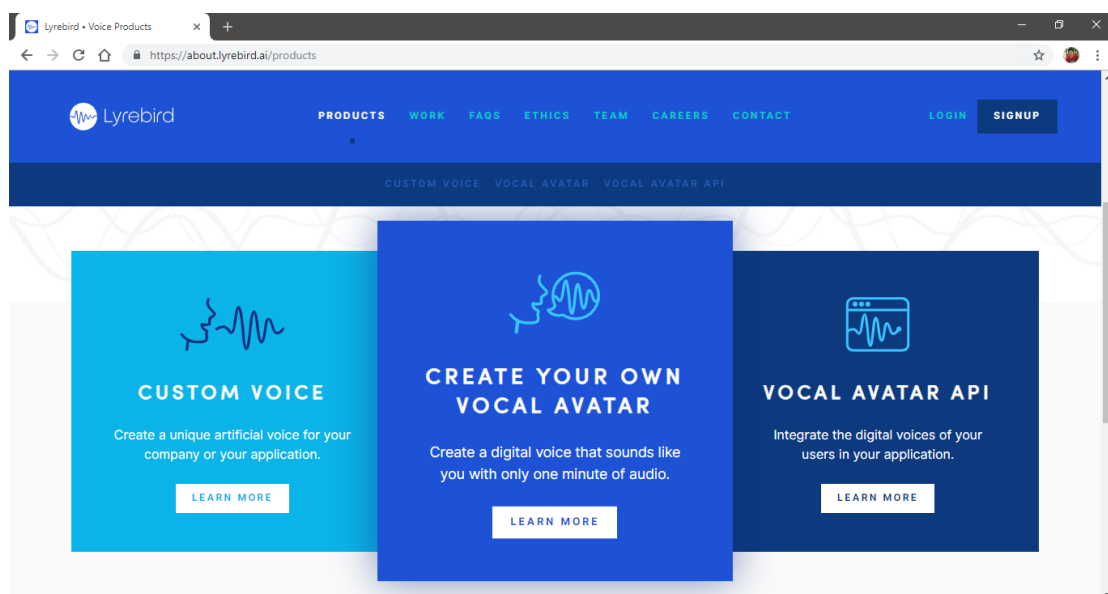 Lyrebird • Voice Products
https://about.lyrebird.ai/products
Lyrebird
PRODUCTS WORK FAQS ETHICS TEAM CAREERS CONTACT
LOGIN SIGNUP
CUSTOM VOICE VOCAL AVATAR VOCAL AVATAR API
CUSTOM VOICE
Create a unique artificial voice for your
company or your application.
LEARN MORE
CREATE YOUR OWN
VOCAL AVATAR
Create a digital voice that sounds like
you with only one minute of audio.
LEARN MORE
VOCAL AVATAR API
Integrate the digital voices of your
users in your application.
LEARN MORE